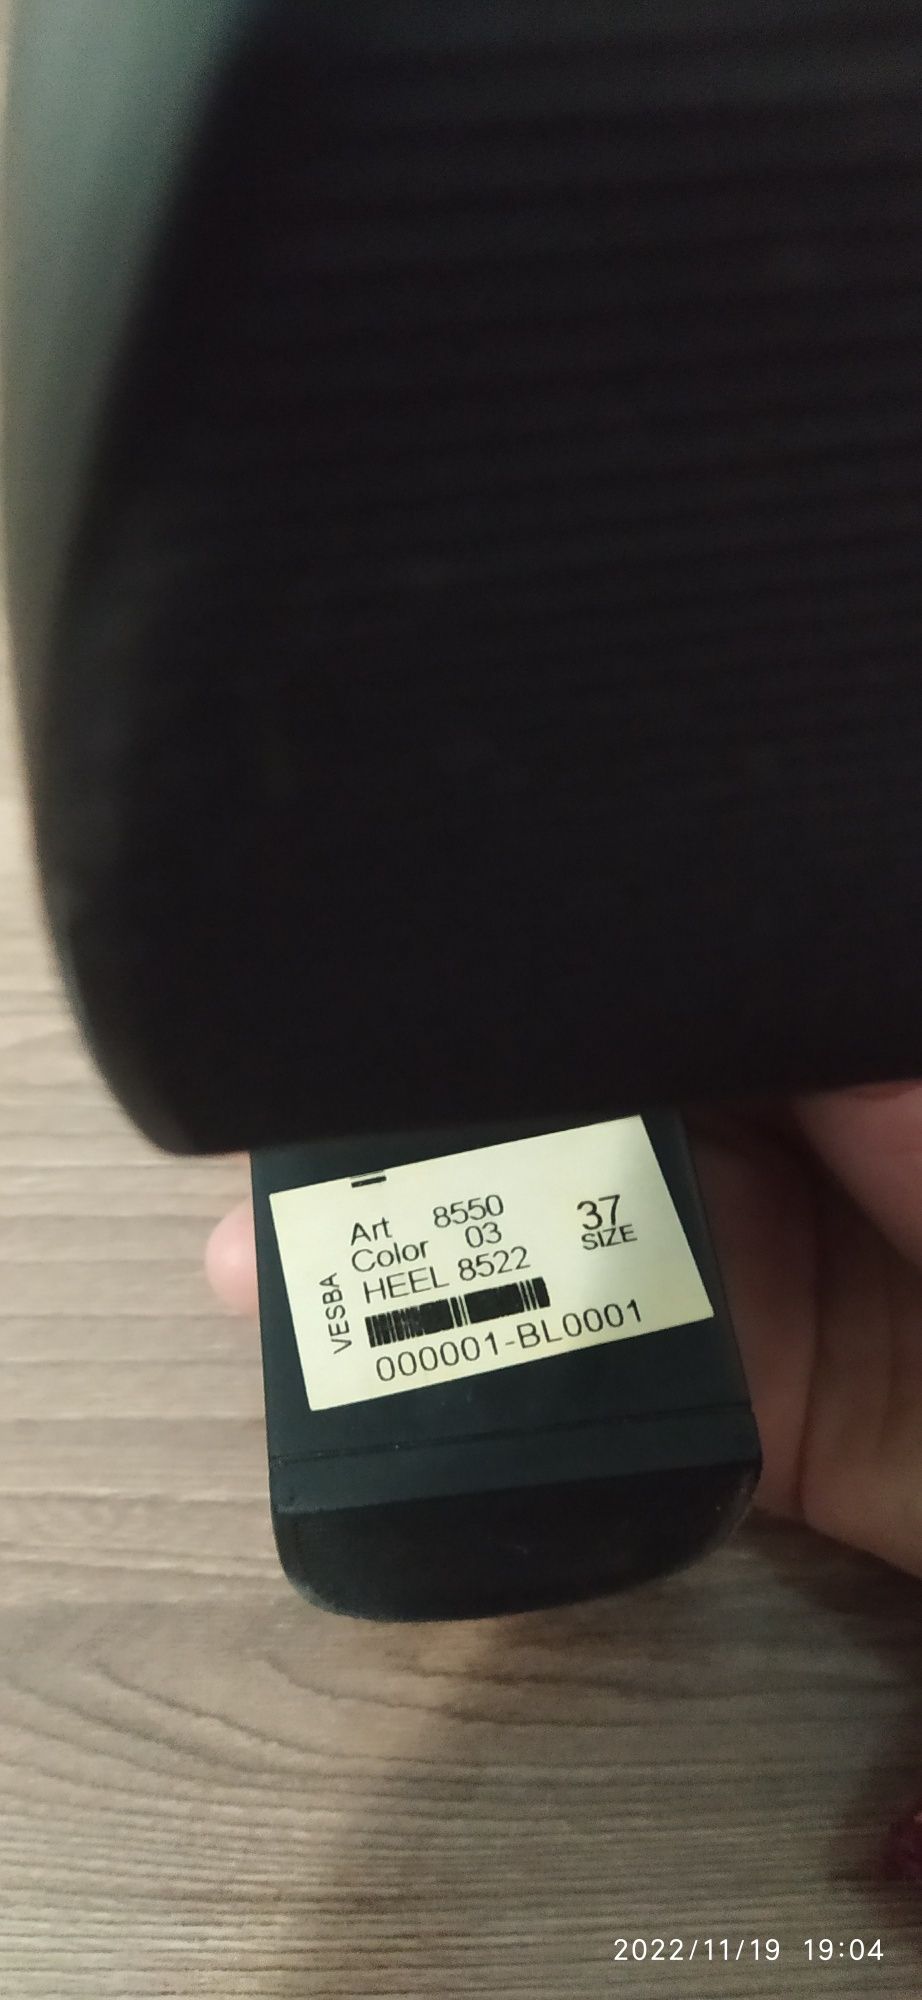 Art 8550
Color 03
HEEL 8522
37
SIZE
VESBA
000001-BL0001
2022/11/19 19:04